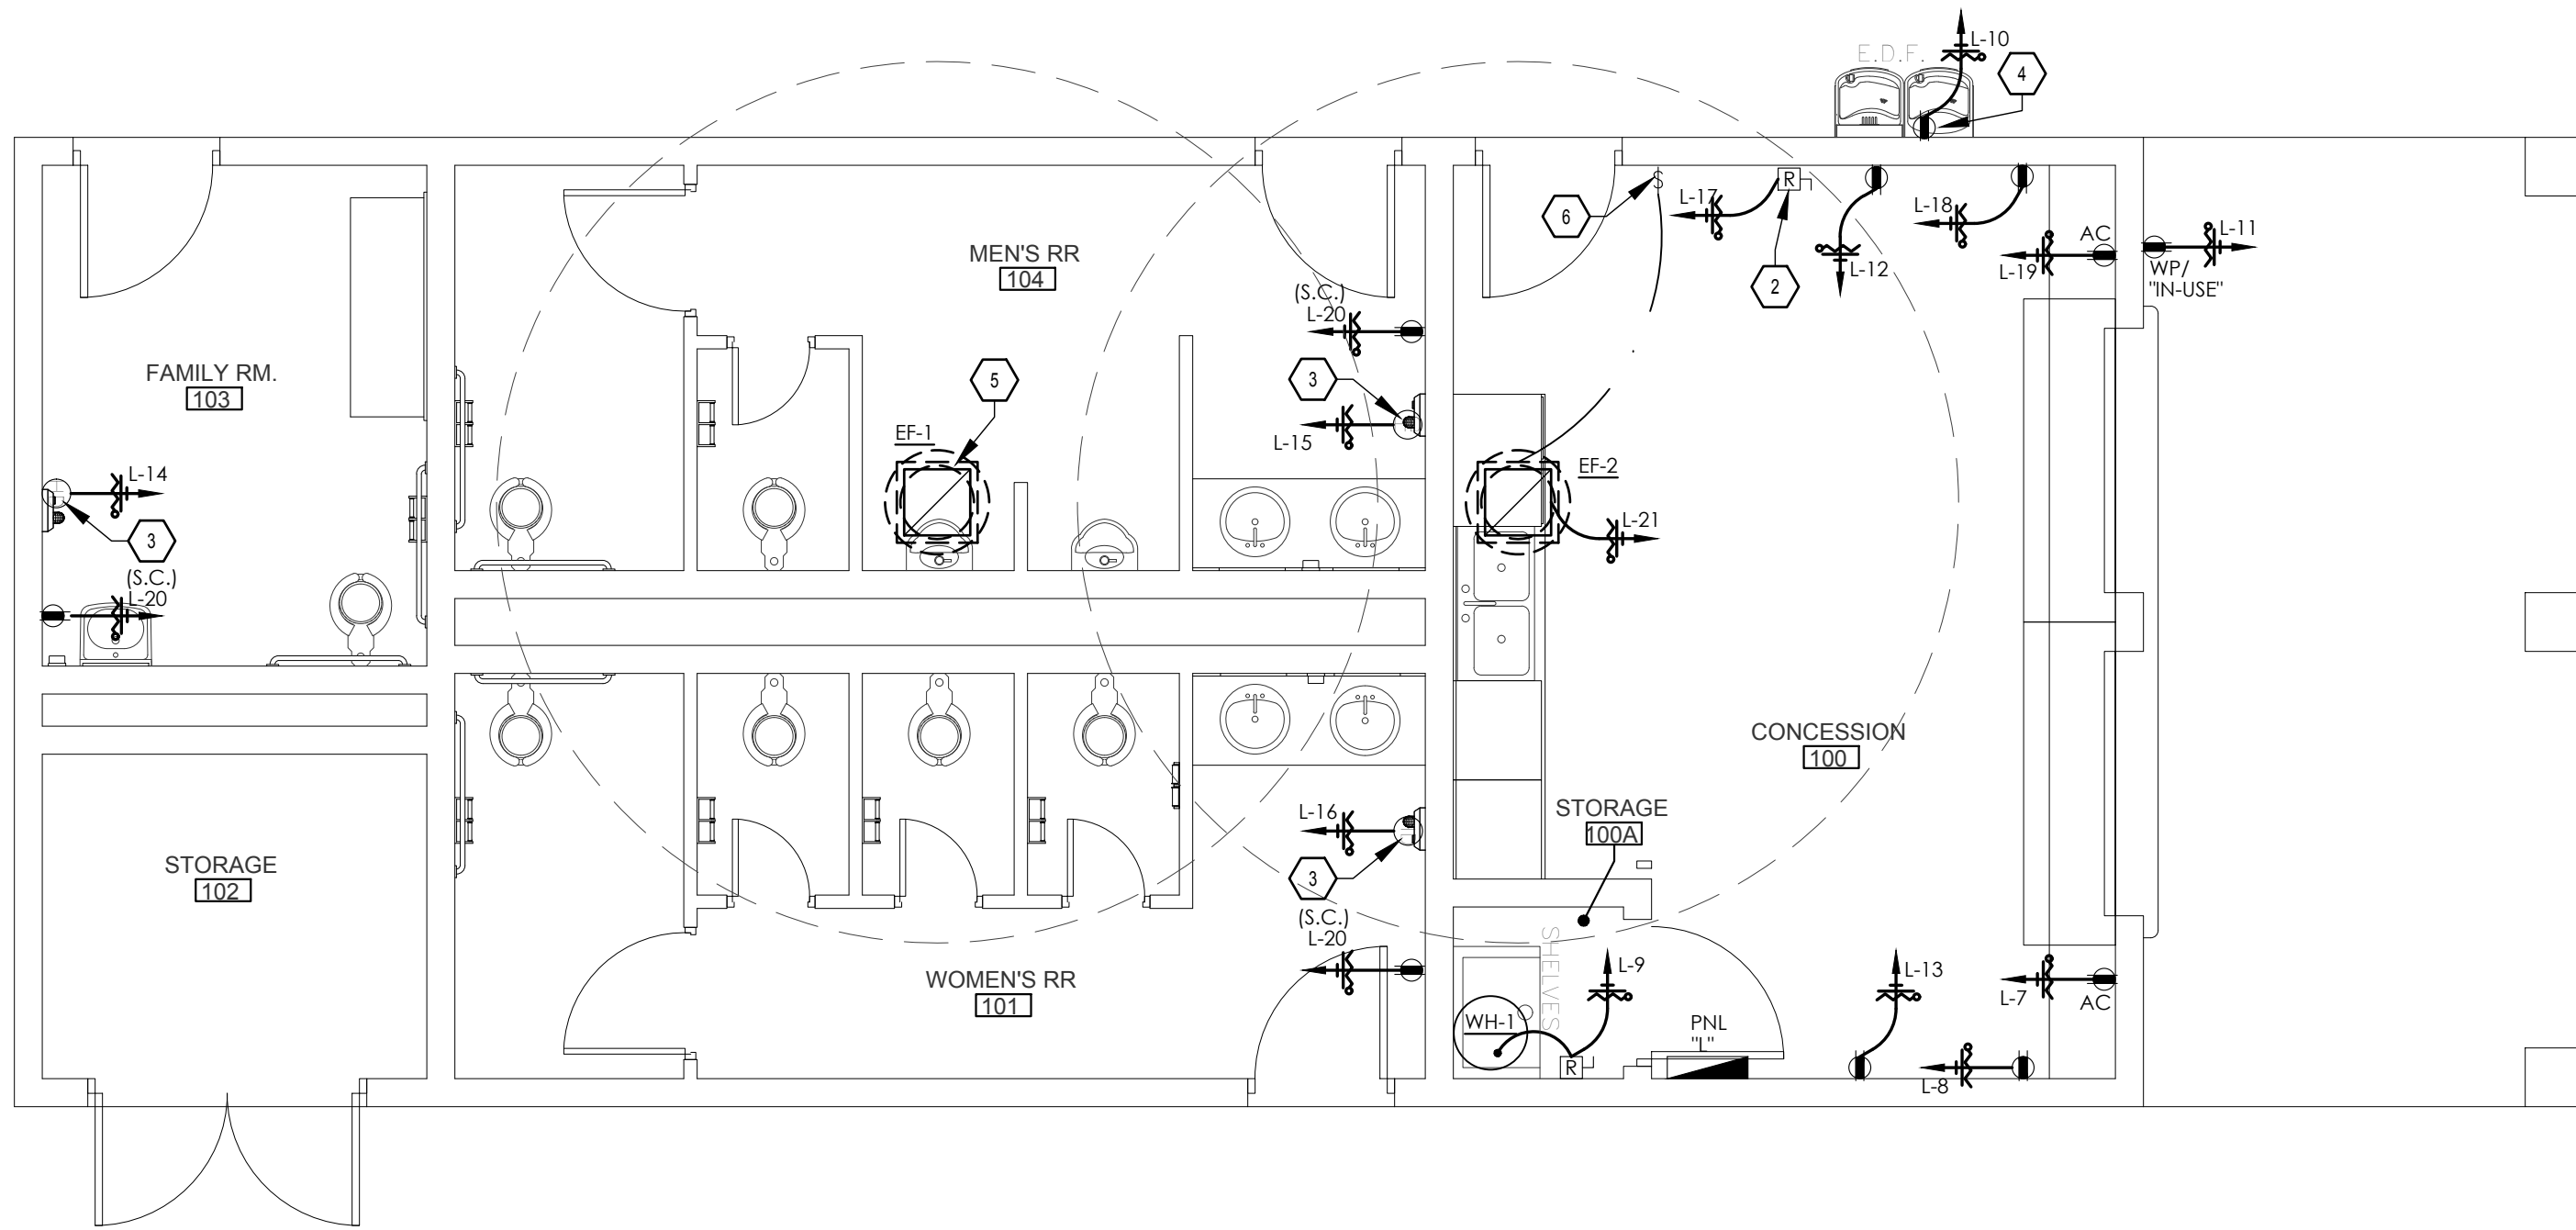 E.D.F.
L-10
4
6
L-17
R
2
L-12
L-18
L-19
AC
L-11
WP/
"IN-USE"
S
MEN'S RR
104
(S.C.)
L-20
3
L-15
FAMILY RM.
103
5
EF-1
EF-2
L-21
L-14
3
(S.C.)
L-20
CONCESSION
100
STORAGE
100A
L-16
3
(S.C.)
L-20
STORAGE
102
WOMEN'S RR
101
SHELVES
L-9
WH-1
R
PNL
"L"
L-13
L-7
AC
L-8